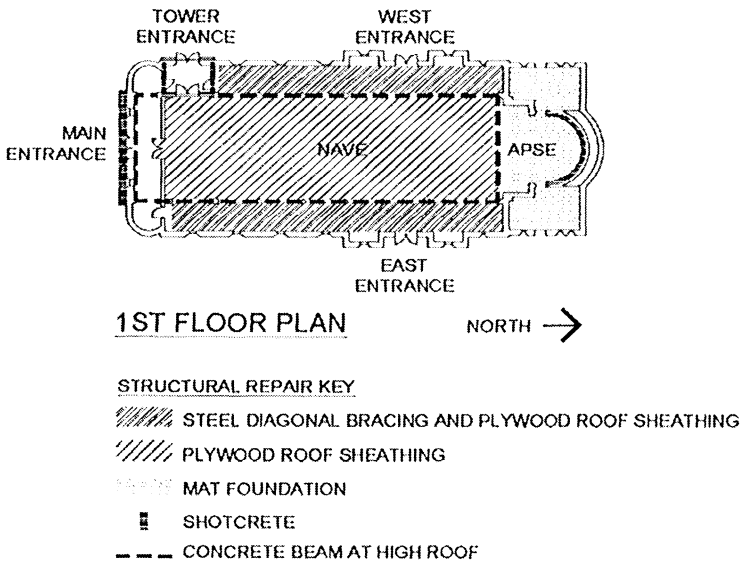 TOWER
ENTRANCE
WEST
ENTRANCE
MAIN
ENTRANCE
NAVE
APSE
EAST
ENTRANCE
1ST FLOOR PLAN
NORTH
STRUCTURAL REPAIR KEY
STEEL DIAGONAL BRACING AND PLYWOOD ROOF SHEATHING
PLYWOOD ROOF SHEATHING
MAT FOUNDATION
SHOTCRETE
CONCRETE BEAM AT HIGH ROOF